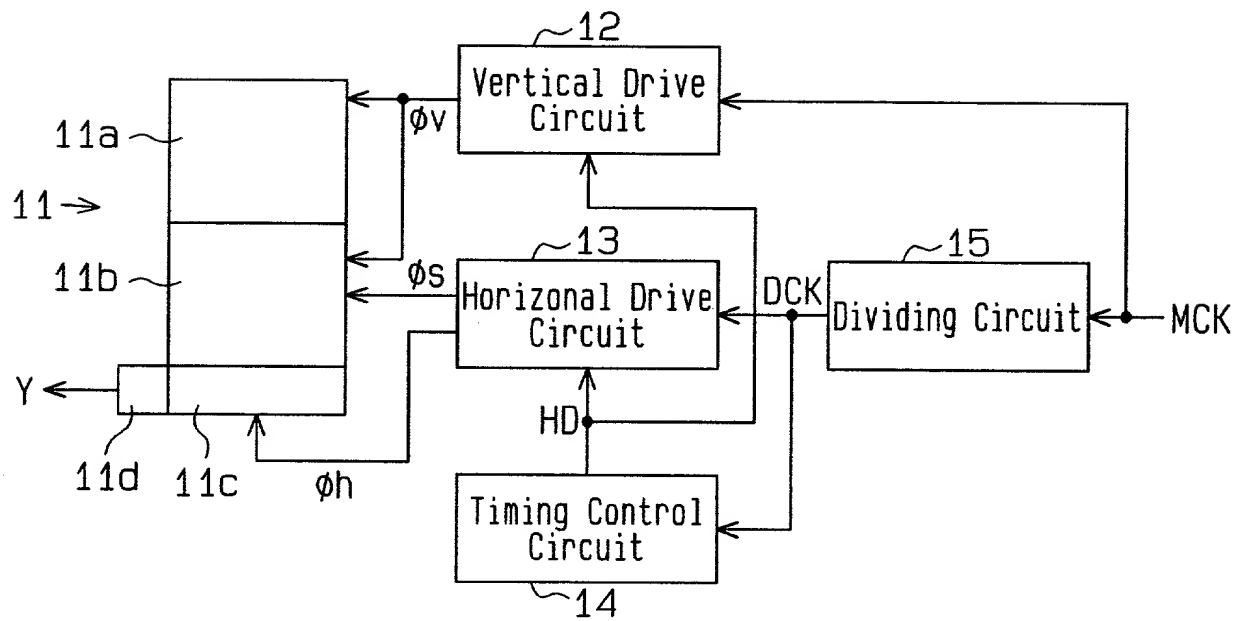 12
Vertical Drive
Circuit
φv
11a
11
13
15
11b
φs
Horizonal Drive
Circuit
DCK
Dividing Circuit
MCK
Y
HD
11d
11c
φh
Timing Control
Circuit
14